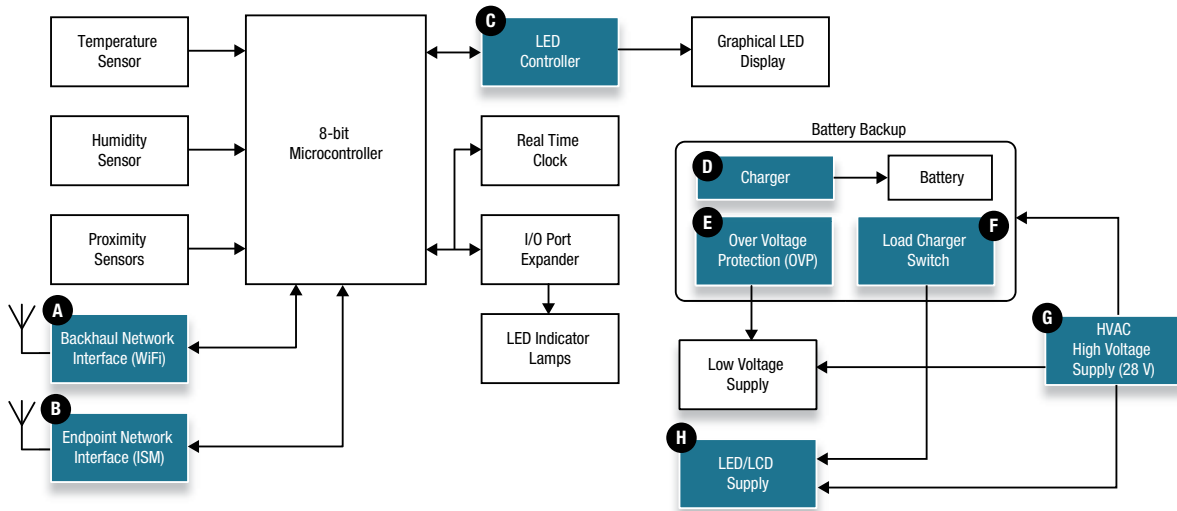 Temperature
Sensor
Humidity
Sensor
Proximity
Sensors
8-bit
Microcontroller
A
Backhaul Network
Interface (WiFi)
B
Endpoint Network
Interface (ISM)
C
LED
Controller
Graphical LED
Display
Real Time
Clock
I/O Port
Expander
LED Indicator
Lamps
Battery Backup
D
Charger
Battery
E
Over Voltage
Protection (OVP)
F
Load Charger
Switch
G
HVAC
High Voltage
Supply (28 V)
Low Voltage
Supply
H
LED/LCD
Supply